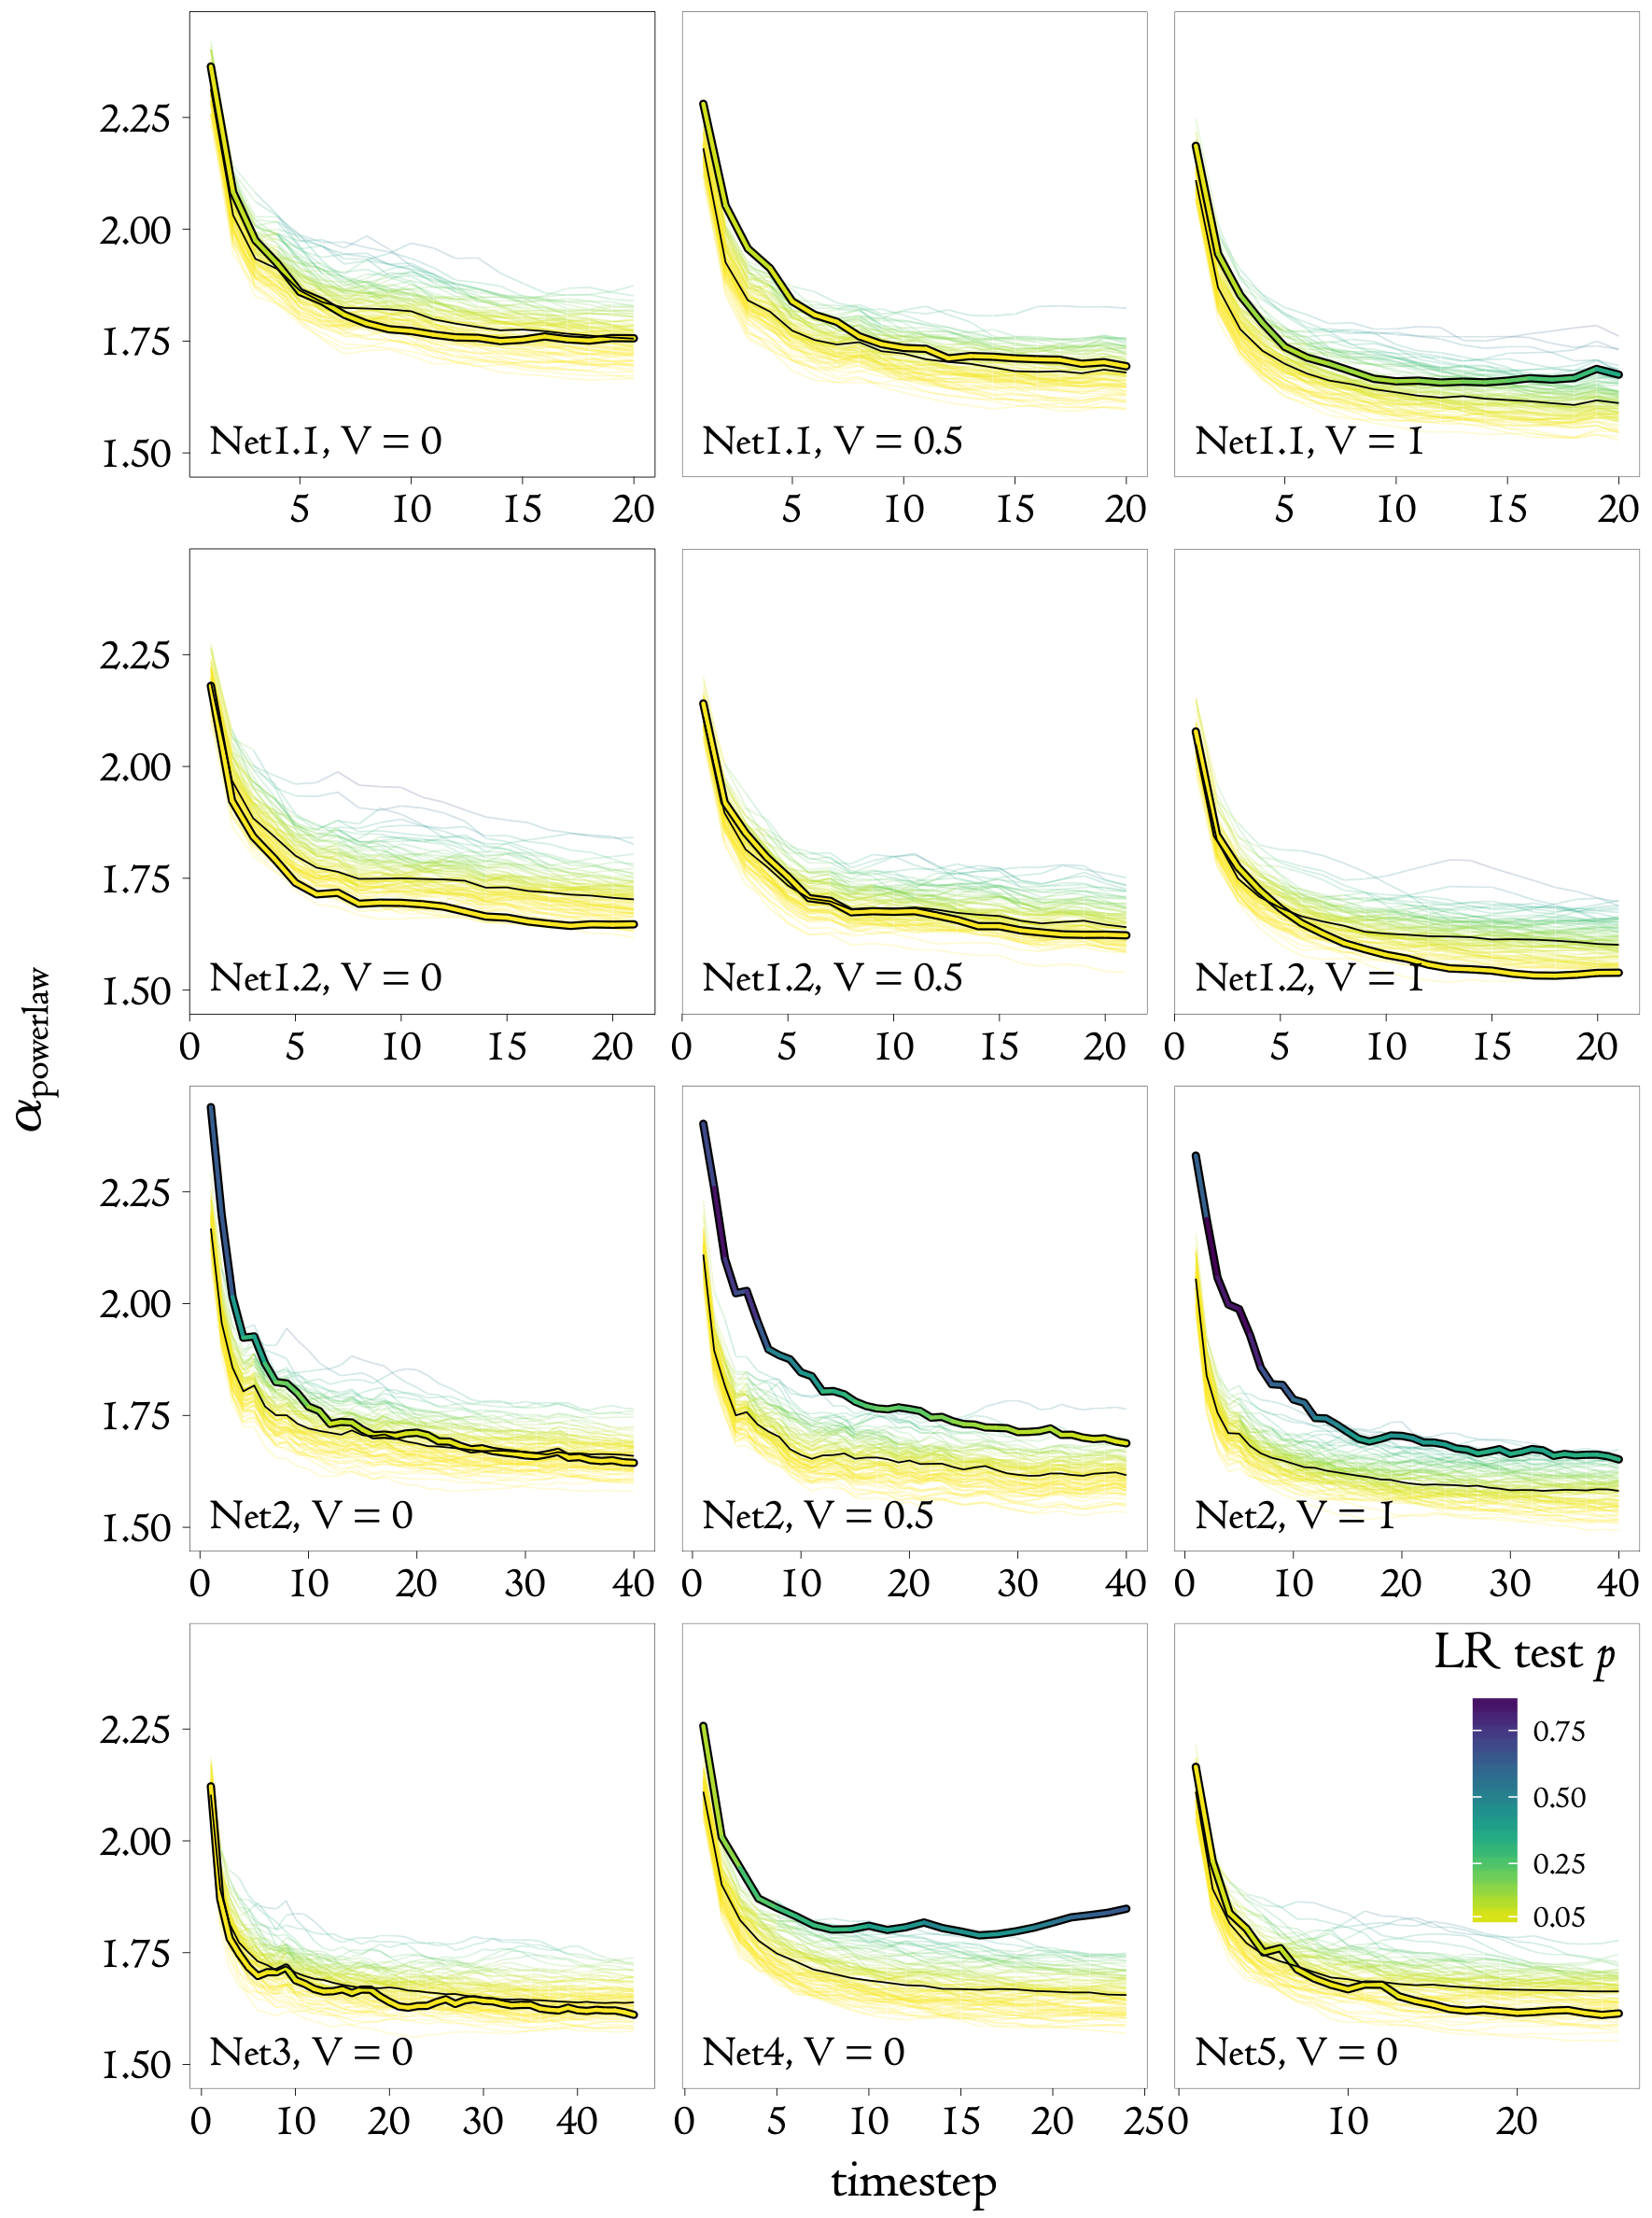 2.25
2.00
1.75
1.50
Net1.1, V = 0
Net1.1, V = 0.5
Net1.1, V = 1
5 10 15 20
5 10 15 20
5 10 15 20
2.25
2.00
1.75
1.50
Net1.2, V = 0
Net1.2, V = 0.5
Net1.2, V = 1
0 5 10 15 20
0 5 10 15 20
0 5 10 15 20
αpowerlaw
2.25
2.00
1.75
1.50
Net2, V = 0
Net2, V = 0.5
Net2, V = 1
0 10 20 30 40
0 10 20 30 40
0 10 20 30 40
LR test p
0.75
0.50
0.25
0.05
2.25
2.00
1.75
1.50
Net3, V = 0
Net4, V = 0
Net5, V = 0
0 10 20 30 40
0 5 10 15 20 25
0 10 20
timestep